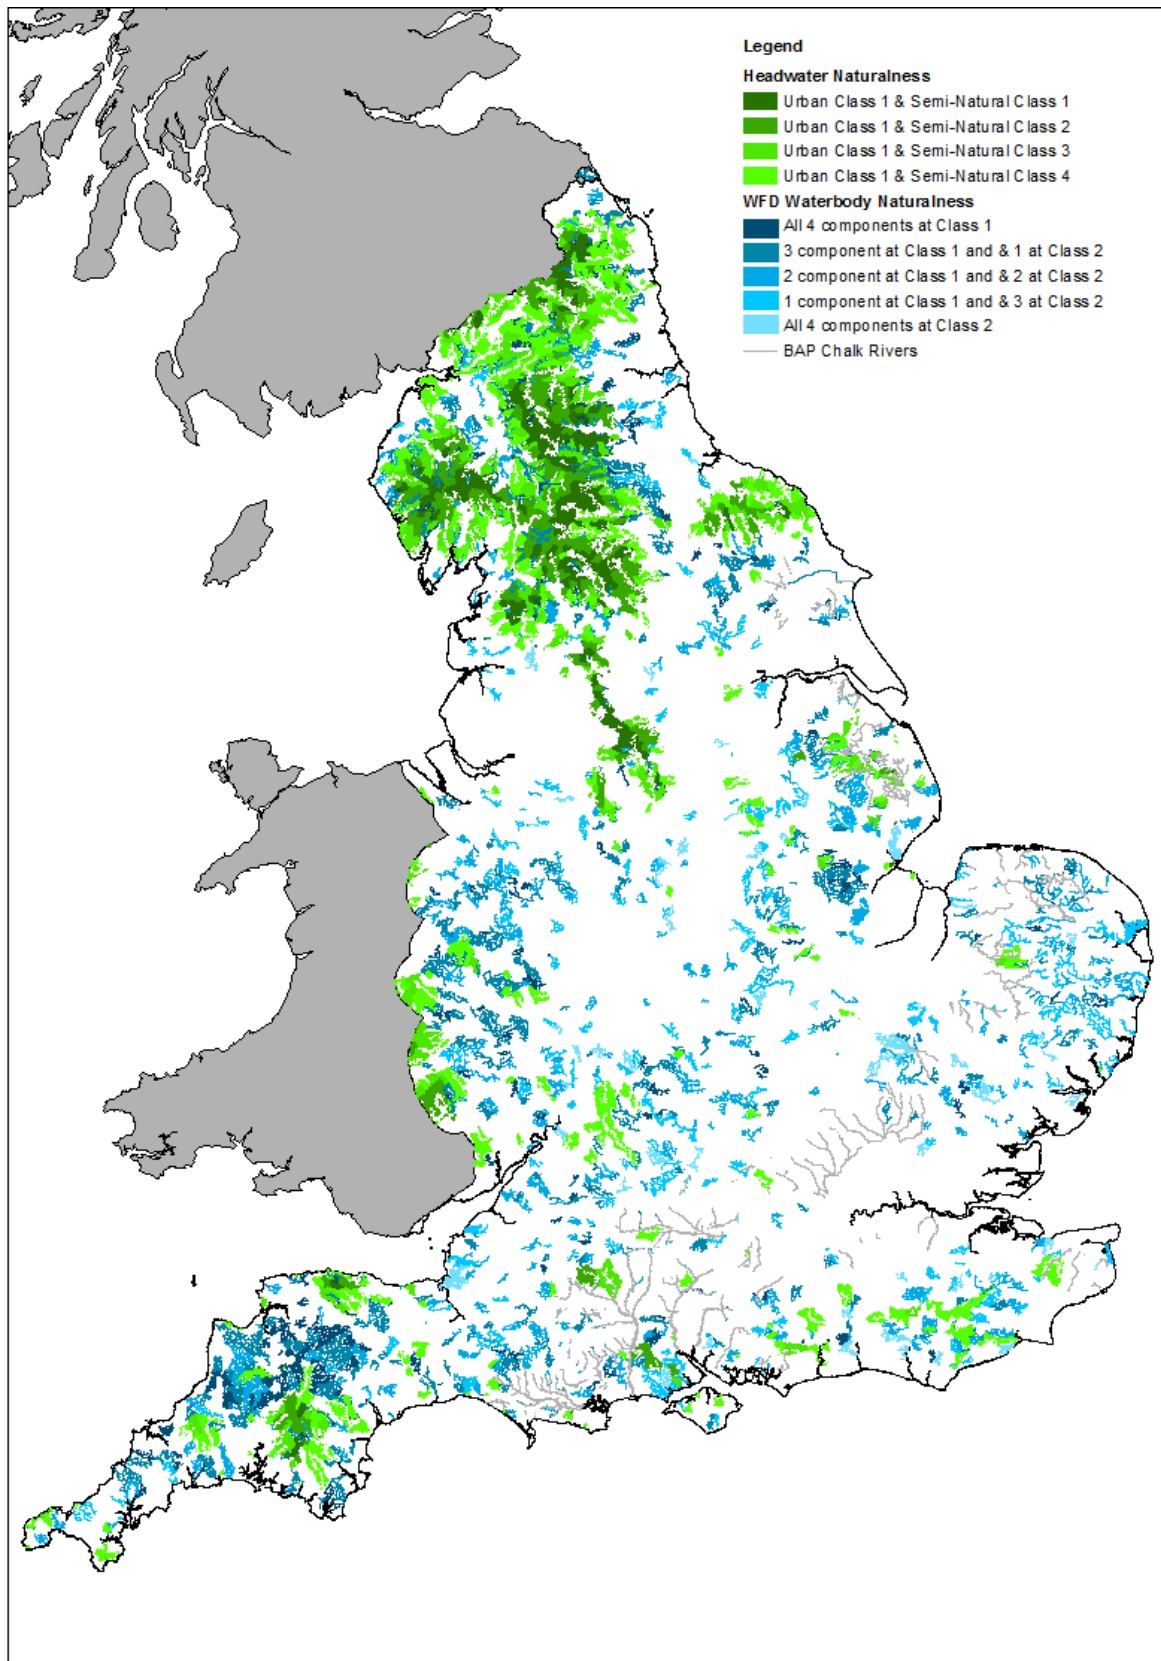 Legend
Headwater Naturalness
Urban Class 1 & Semi-Natural Class 1
Urban Class 1 & Semi-Natural Class 2
Urban Class 1 & Semi-Natural Class 3
Urban Class 1 & Semi-Natural Class 4
WFD Waterbody Naturalness
All 4 components at Class 1
3 component at Class 1 and & 1 at Class 2
2 component at Class 1 and & 2 at Class 2
1 component at Class 1 and & 3 at Class 2
All 4 components at Class 2
BAP Chalk Rivers